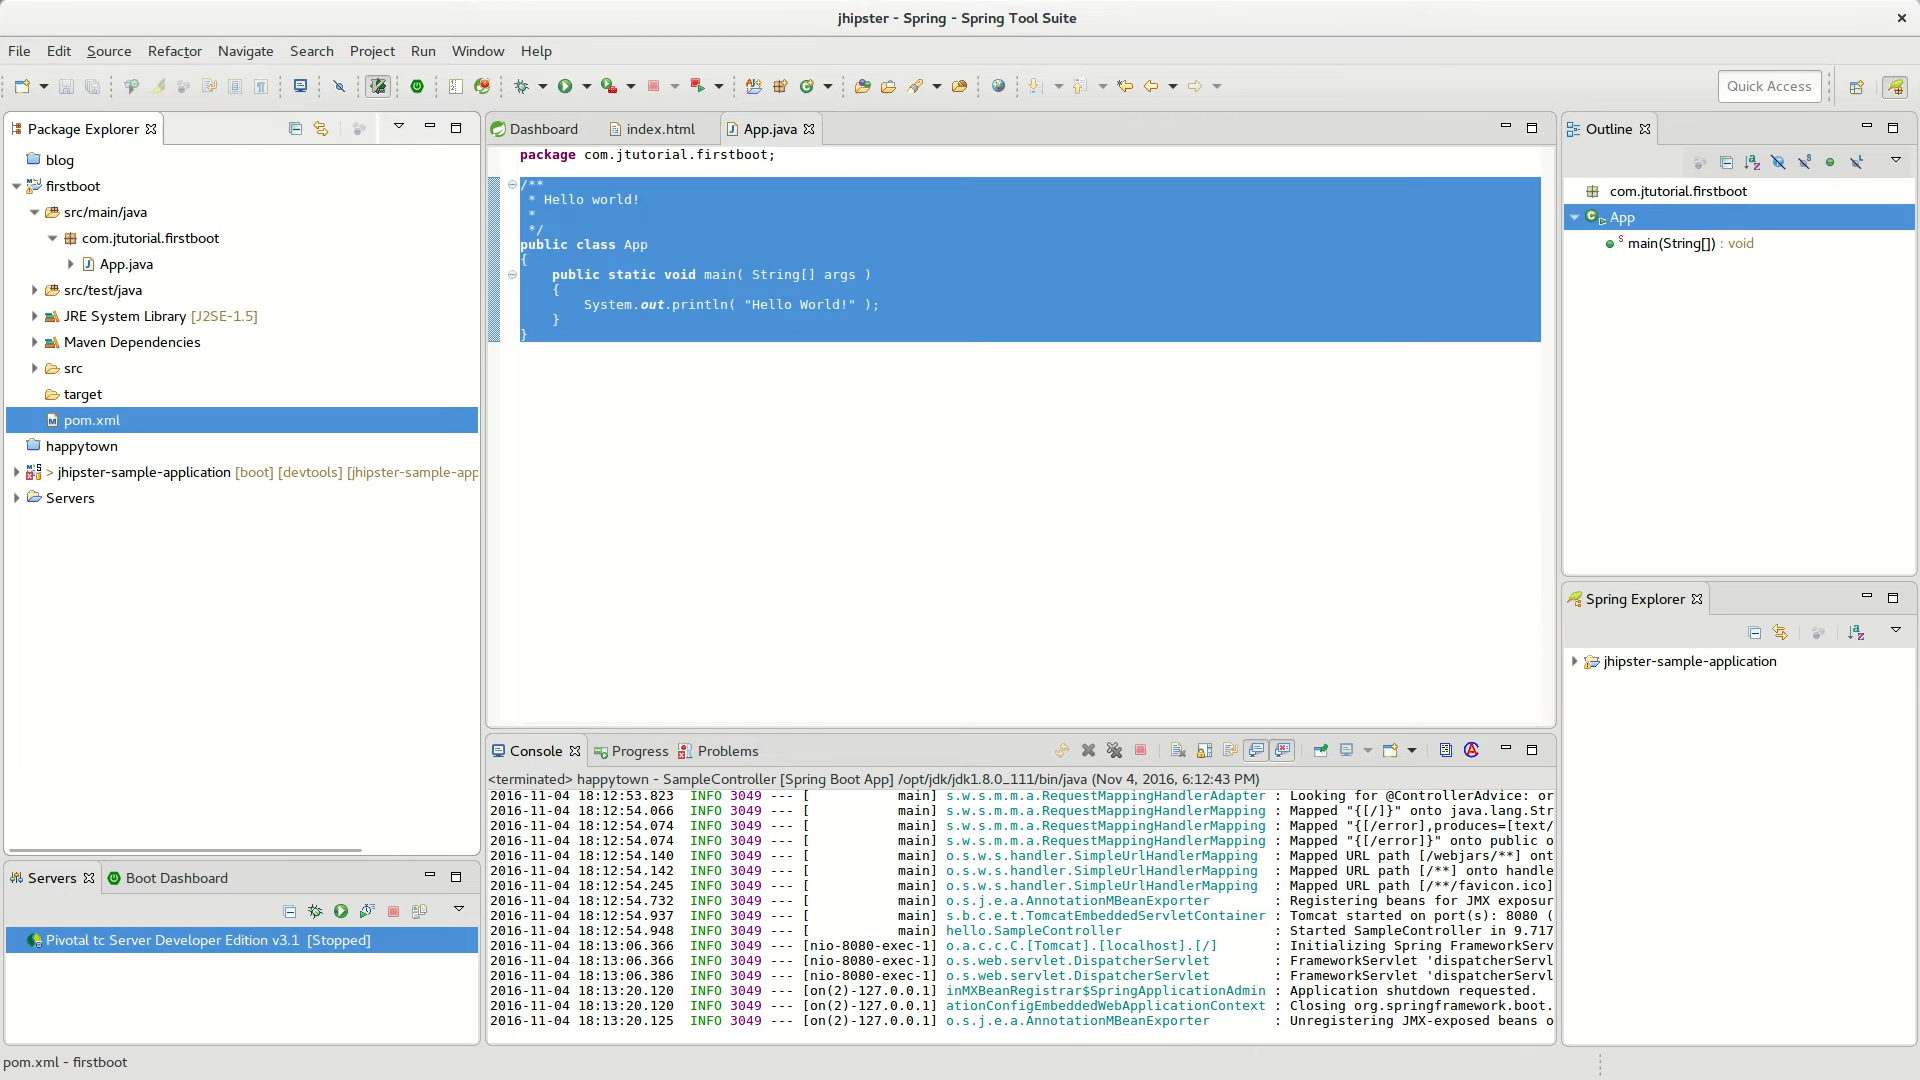 jhipster - Spring - Spring Tool Suite
File Edit Source Refactor Navigate Search Project Run Window Help
Quick Access
Package Explorer
blog
firstboot
src/main/java
com.jtutorial.firstboot
App.java
src/test/java
JRE System Library [J2SE-1.5]
Maven Dependencies
src
target
pom.xml
happytown
> jhipster-sample-application [boot] [devtools] [jhipster-sample-app
Servers
Servers Boot Dashboard
Pivotal tc Server Developer Edition v3.1 [Stopped]
Dashboard index.html App.java
package com.jtutorial.firstboot;
/**
* Hello world!
*
*/
public class App
{
public static void main( String[] args )
{
System.out.println( "Hello World!" );
}
}
Console Progress Problems
<terminated> happytown - SampleController [Spring Boot App] /opt/jdk/jdk1.8.0_111/bin/java (Nov 4, 2016, 6:12:43 PM)
2016-11-04 18:12:53.823 INFO 3049 --- [ main] s.w.s.m.m.a.RequestMappingHandlerAdapter : Looking for @ControllerAdvice: or
2016-11-04 18:12:54.066 INFO 3049 --- [ main] s.w.s.m.m.a.RequestMappingHandlerMapping : Mapped "{[/]}" onto java.lang.Str
2016-11-04 18:12:54.074 INFO 3049 --- [ main] s.w.s.m.m.a.RequestMappingHandlerMapping : Mapped "{[/error],produces=[text/
2016-11-04 18:12:54.074 INFO 3049 --- [ main] s.w.s.m.m.a.RequestMappingHandlerMapping : Mapped "{[/error]}" onto public o
2016-11-04 18:12:54.140 INFO 3049 --- [ main] o.s.w.s.handler.SimpleUrlHandlerMapping : Mapped URL path [/webjars/**] ont
2016-11-04 18:12:54.142 INFO 3049 --- [ main] o.s.w.s.handler.SimpleUrlHandlerMapping : Mapped URL path [/**] onto handle
2016-11-04 18:12:54.245 INFO 3049 --- [ main] o.s.w.s.handler.SimpleUrlHandlerMapping : Mapped URL path [/**/favicon.ico]
2016-11-04 18:12:54.732 INFO 3049 --- [ main] o.s.j.e.a.AnnotationMBeanExporter : Registering beans for JMX exposur
2016-11-04 18:12:54.937 INFO 3049 --- [ main] s.b.c.e.t.TomcatEmbeddedServletContainer : Tomcat started on port(s): 8080 (
2016-11-04 18:12:54.948 INFO 3049 --- [ main] hello.SampleController : Started SampleController in 9.717
2016-11-04 18:13:06.366 INFO 3049 --- [nio-8080-exec-1] o.a.c.c.C.[Tomcat].[localhost].[/] : Initializing Spring FrameworkServ
2016-11-04 18:13:06.366 INFO 3049 --- [nio-8080-exec-1] o.s.web.servlet.DispatcherServlet : FrameworkServlet 'dispatcherServl
2016-11-04 18:13:06.386 INFO 3049 --- [nio-8080-exec-1] o.s.web.servlet.DispatcherServlet : FrameworkServlet 'dispatcherServl
2016-11-04 18:13:20.120 INFO 3049 --- [on(2)-127.0.0.1] inMXBeanRegistrar$SpringApplicationAdmin : Application shutdown requested.
2016-11-04 18:13:20.120 INFO 3049 --- [on(2)-127.0.0.1] ationConfigEmbeddedWebApplicationContext : Closing org.springframework.boot.
2016-11-04 18:13:20.125 INFO 3049 --- [on(2)-127.0.0.1] o.s.j.e.a.AnnotationMBeanExporter : Unregistering JMX-exposed beans o
Outline
com.jtutorial.firstboot
App
main(String[]) : void
Spring Explorer
jhipster-sample-application
pom.xml - firstboot